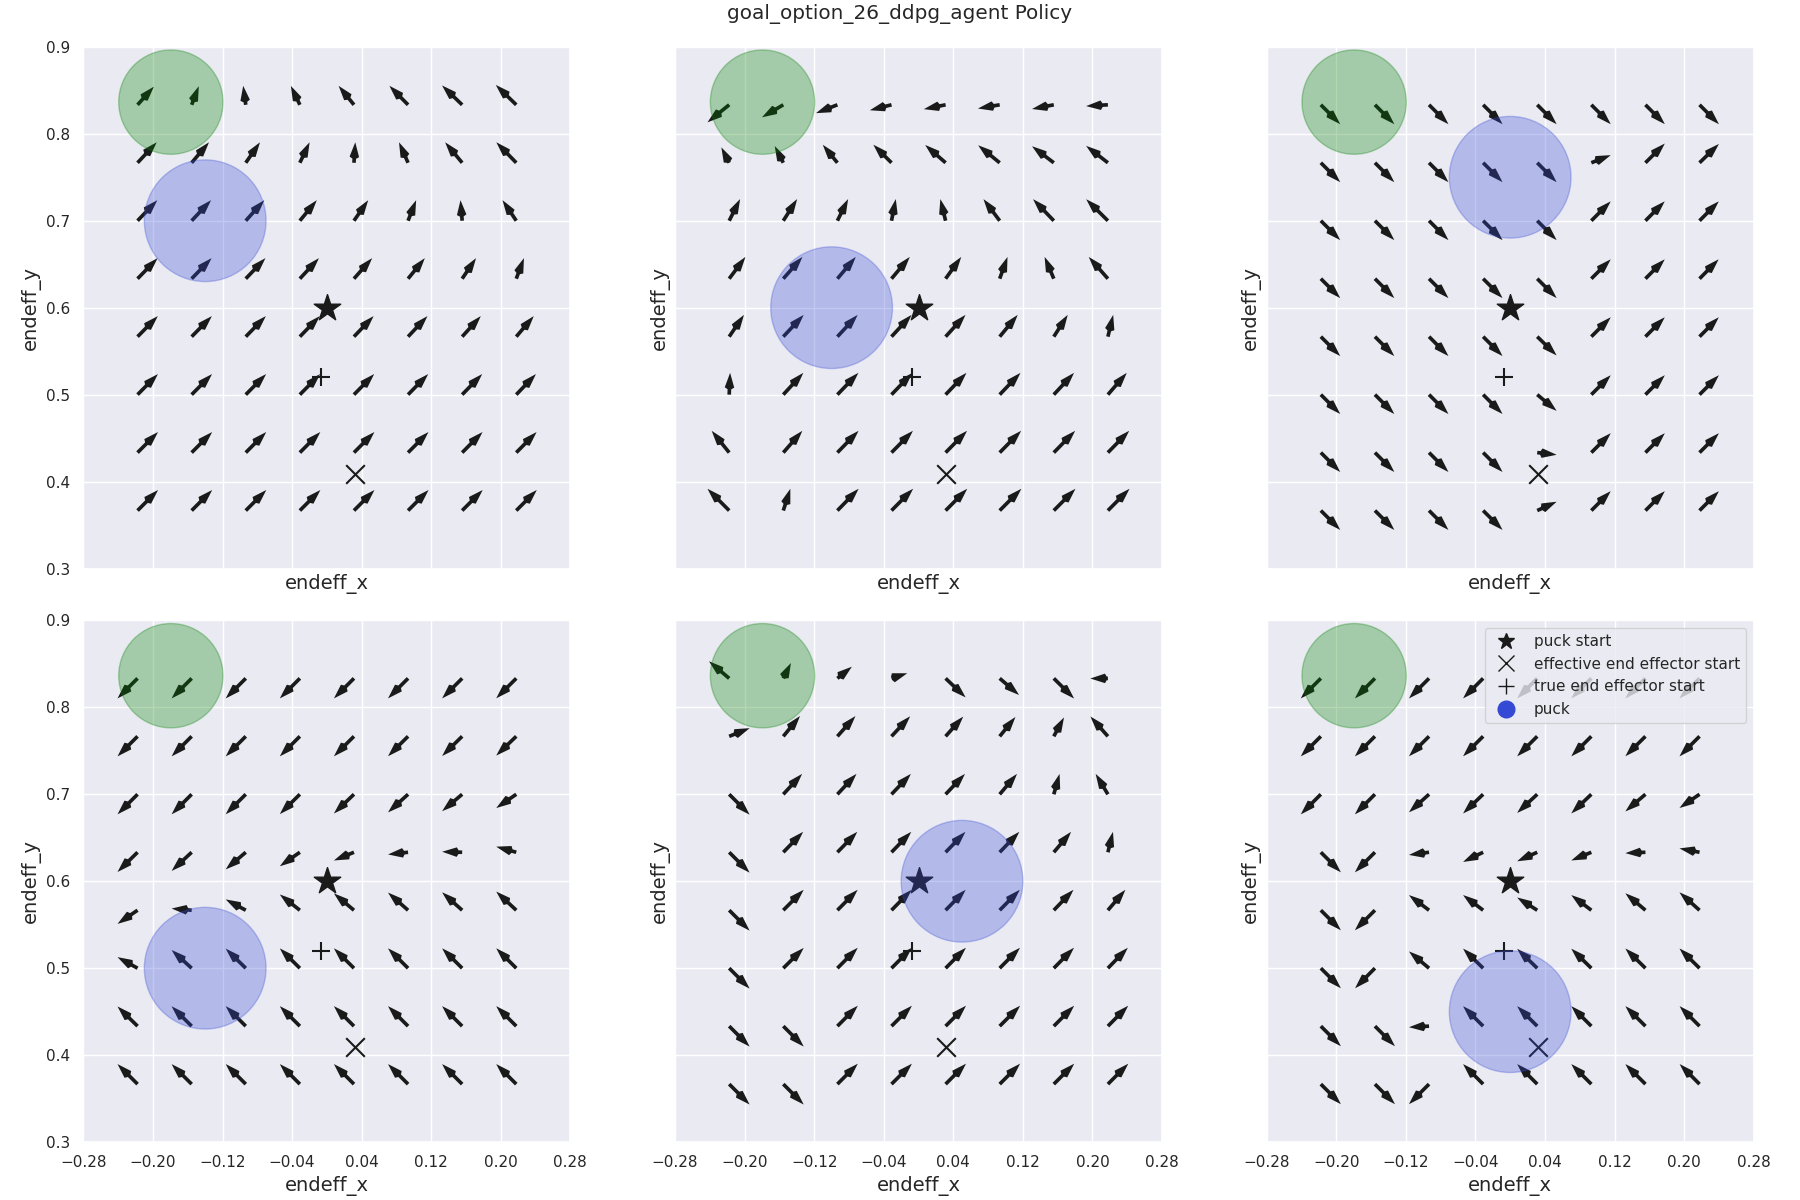 goal_option_26_ddpg_agent Policy
0.9
0.8
0.7
0.6
0.5
0.4
0.3
endeff_y
endeff_x
endeff_y
endeff_x
endeff_y
endeff_x
0.9
0.8
0.7
0.6
0.5
0.4
0.3
endeff_y
−0.28 −0.20 −0.12 −0.04 0.04 0.12 0.20 0.28
endeff_x
endeff_y
−0.28 −0.20 −0.12 −0.04 0.04 0.12 0.20 0.28
endeff_x
endeff_y
puck start
effective end effector start
true end effector start
puck
−0.28 −0.20 −0.12 −0.04 0.04 0.12 0.20 0.28
endeff_x